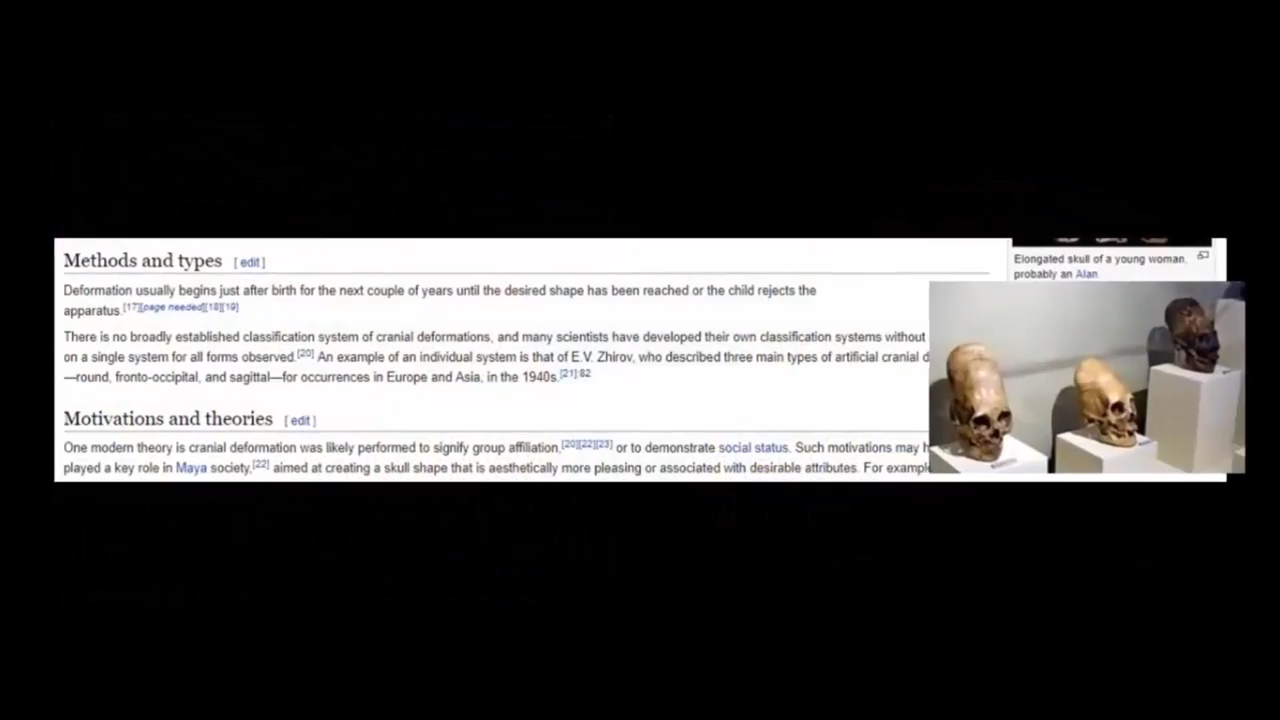 Methods and types [ edit ]
Elongated skull of a young woman,
probably an Alan
Deformation usually begins just after birth for the next couple of years until the desired shape has been reached or the child rejects the
apparatus.[17][page needed][18][19]
There is no broadly established classification system of cranial deformations, and many scientists have developed their own classification systems without
on a single system for all forms observed.[20] An example of an individual system is that of E.V. Zhirov, who described three main types of artificial cranial d
—round, fronto-occipital, and sagittal—for occurrences in Europe and Asia, in the 1940s.[21]:82
Motivations and theories [ edit ]
One modern theory is cranial deformation was likely performed to signify group affiliation,[20][22][23] or to demonstrate social status. Such motivations may h
played a key role in Maya society,[22] aimed at creating a skull shape that is aesthetically more pleasing or associated with desirable attributes. For example